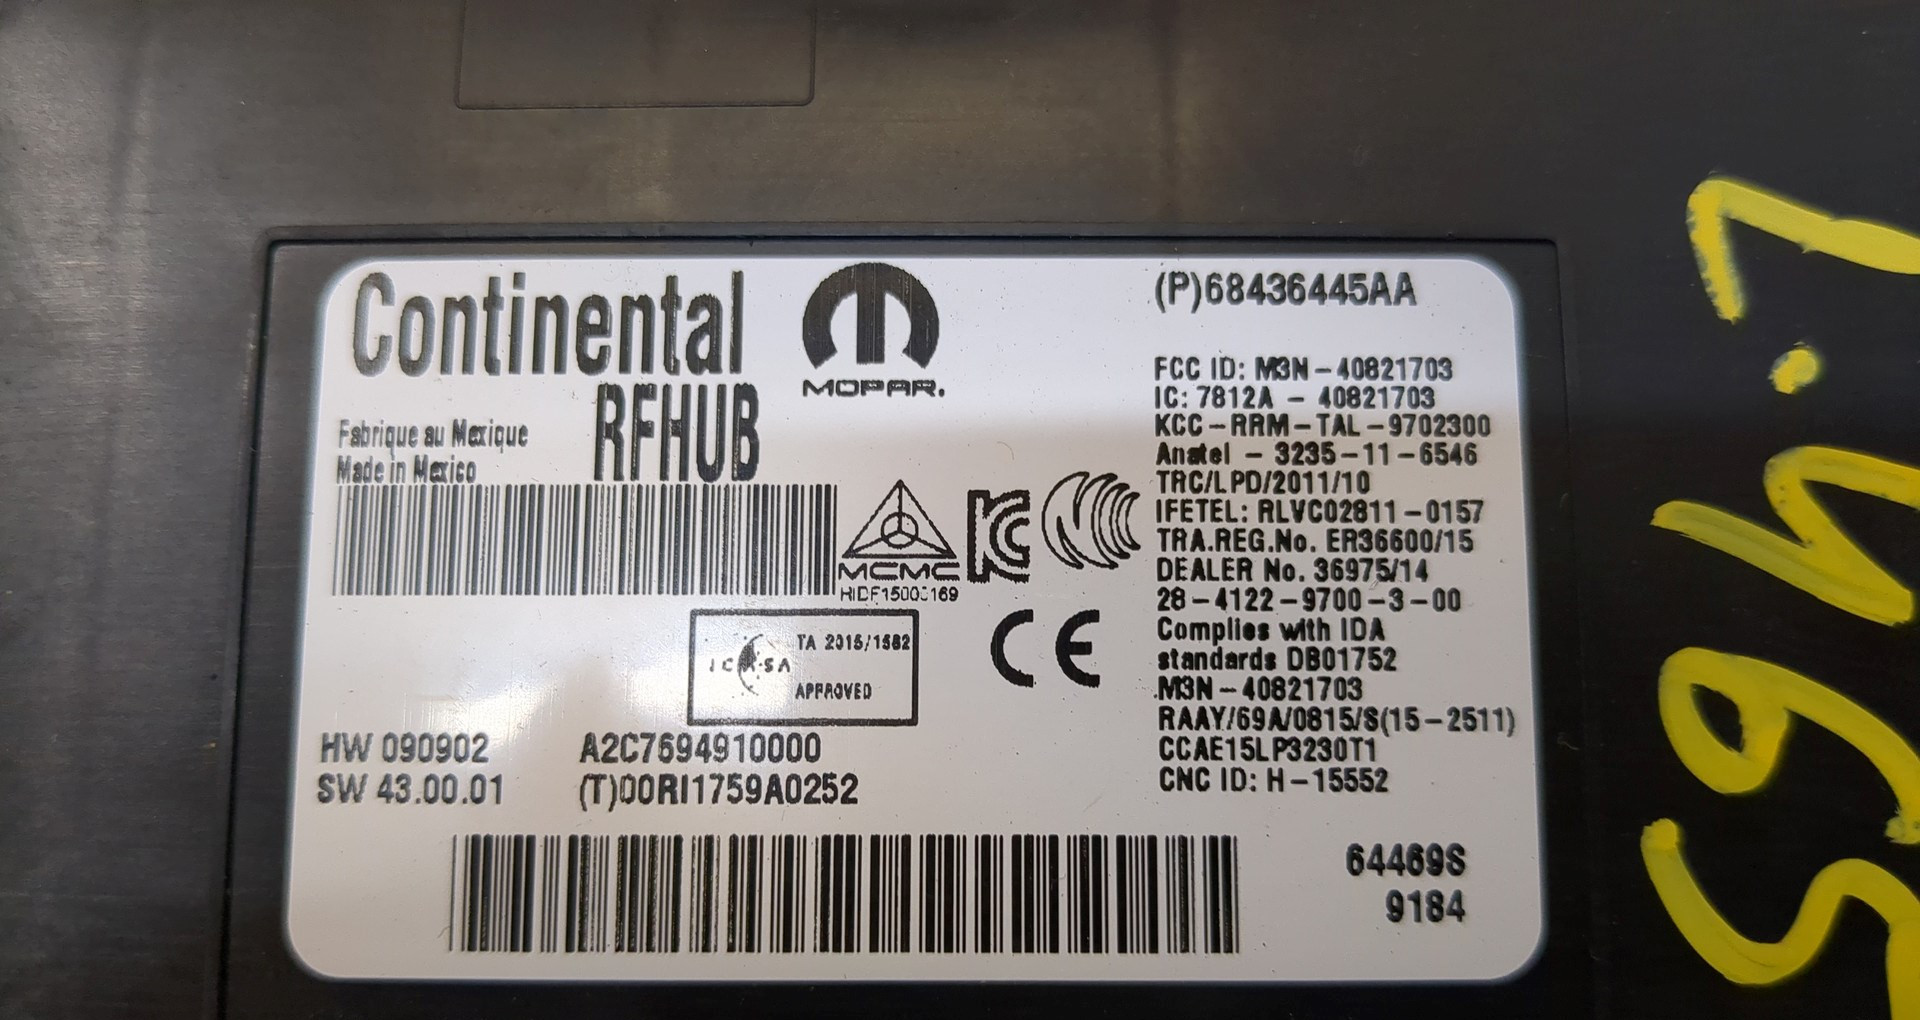 Continental
RFHUB
MOPAR.
Fabrique au Mexique
Made in Mexico
MCMC
ICASA
TA 2015/1582
APPROVED
CE
HW 090902
SW 43.00.01
A2C7694910000
(T)00RI1759A0252
(P)68436445AA
FCC ID: M3N-40821703
IC: 7812A - 40821703
KCC-RRM-TAL-9702300
Anatel - 3235-11-6546
TRC/LPD/2011/10
IFETEL: RLVC02811-0157
TRA.REG.No. ER36600/15
DEALER No. 36975/14
28-4122-9700-3-00
Complies with IDA
standards DB01752
M3N-40821703
RAAY/69A/0815/S(15-2511)
CCAE15LP3230T1
CNC ID: H-15552
64469S
9184